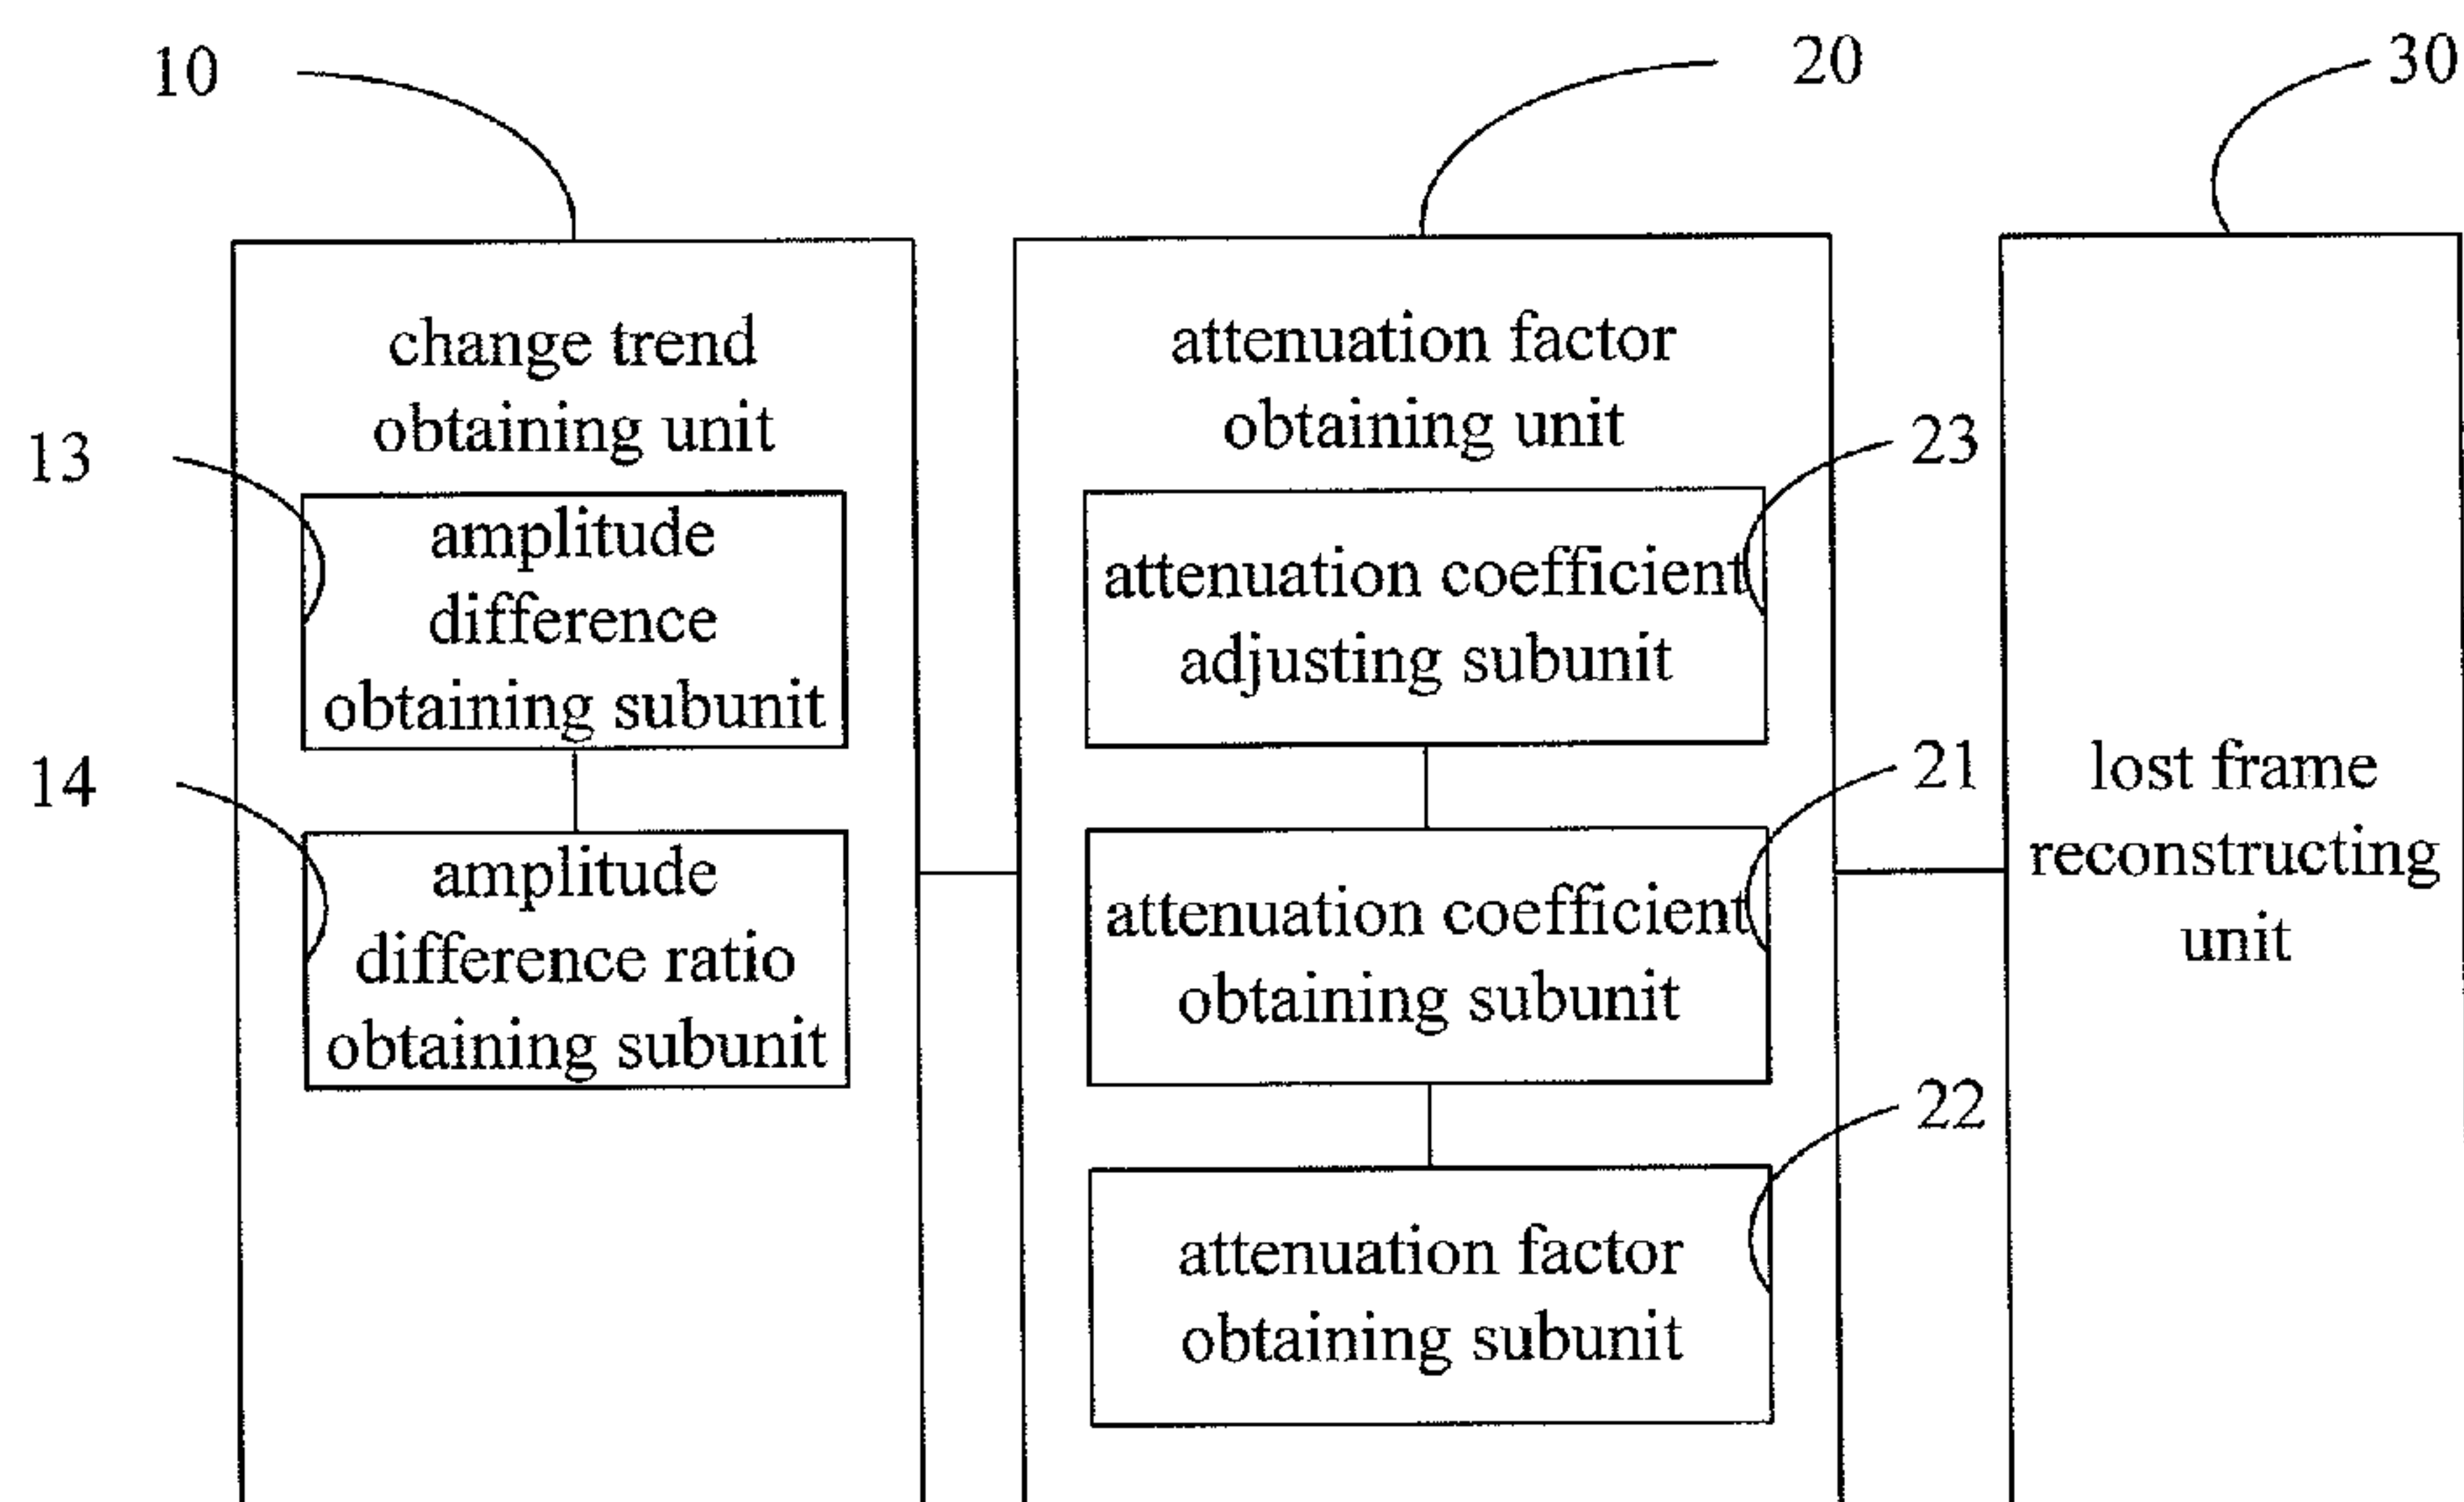 10
20
30
change trend
obtaining unit
13
amplitude
difference
obtaining subunit
14
amplitude
difference ratio
obtaining subunit
attenuation factor
obtaining unit
23
attenuation coefficient
adjusting subunit
21
attenuation coefficient
obtaining subunit
22
attenuation factor
obtaining subunit
lost frame
reconstructing
unit